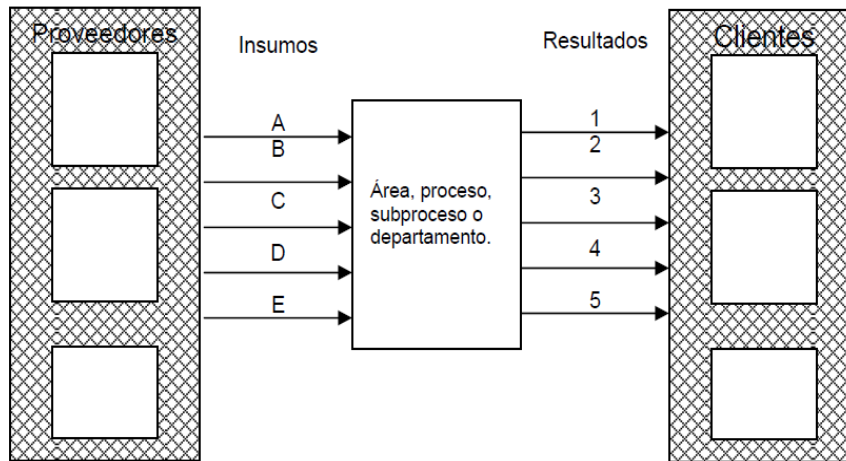 Proveedores
Insumos
Resultados
Clientes
A
B
C
D
E
Área, proceso,
subproceso o
departamento.
1
2
3
4
5